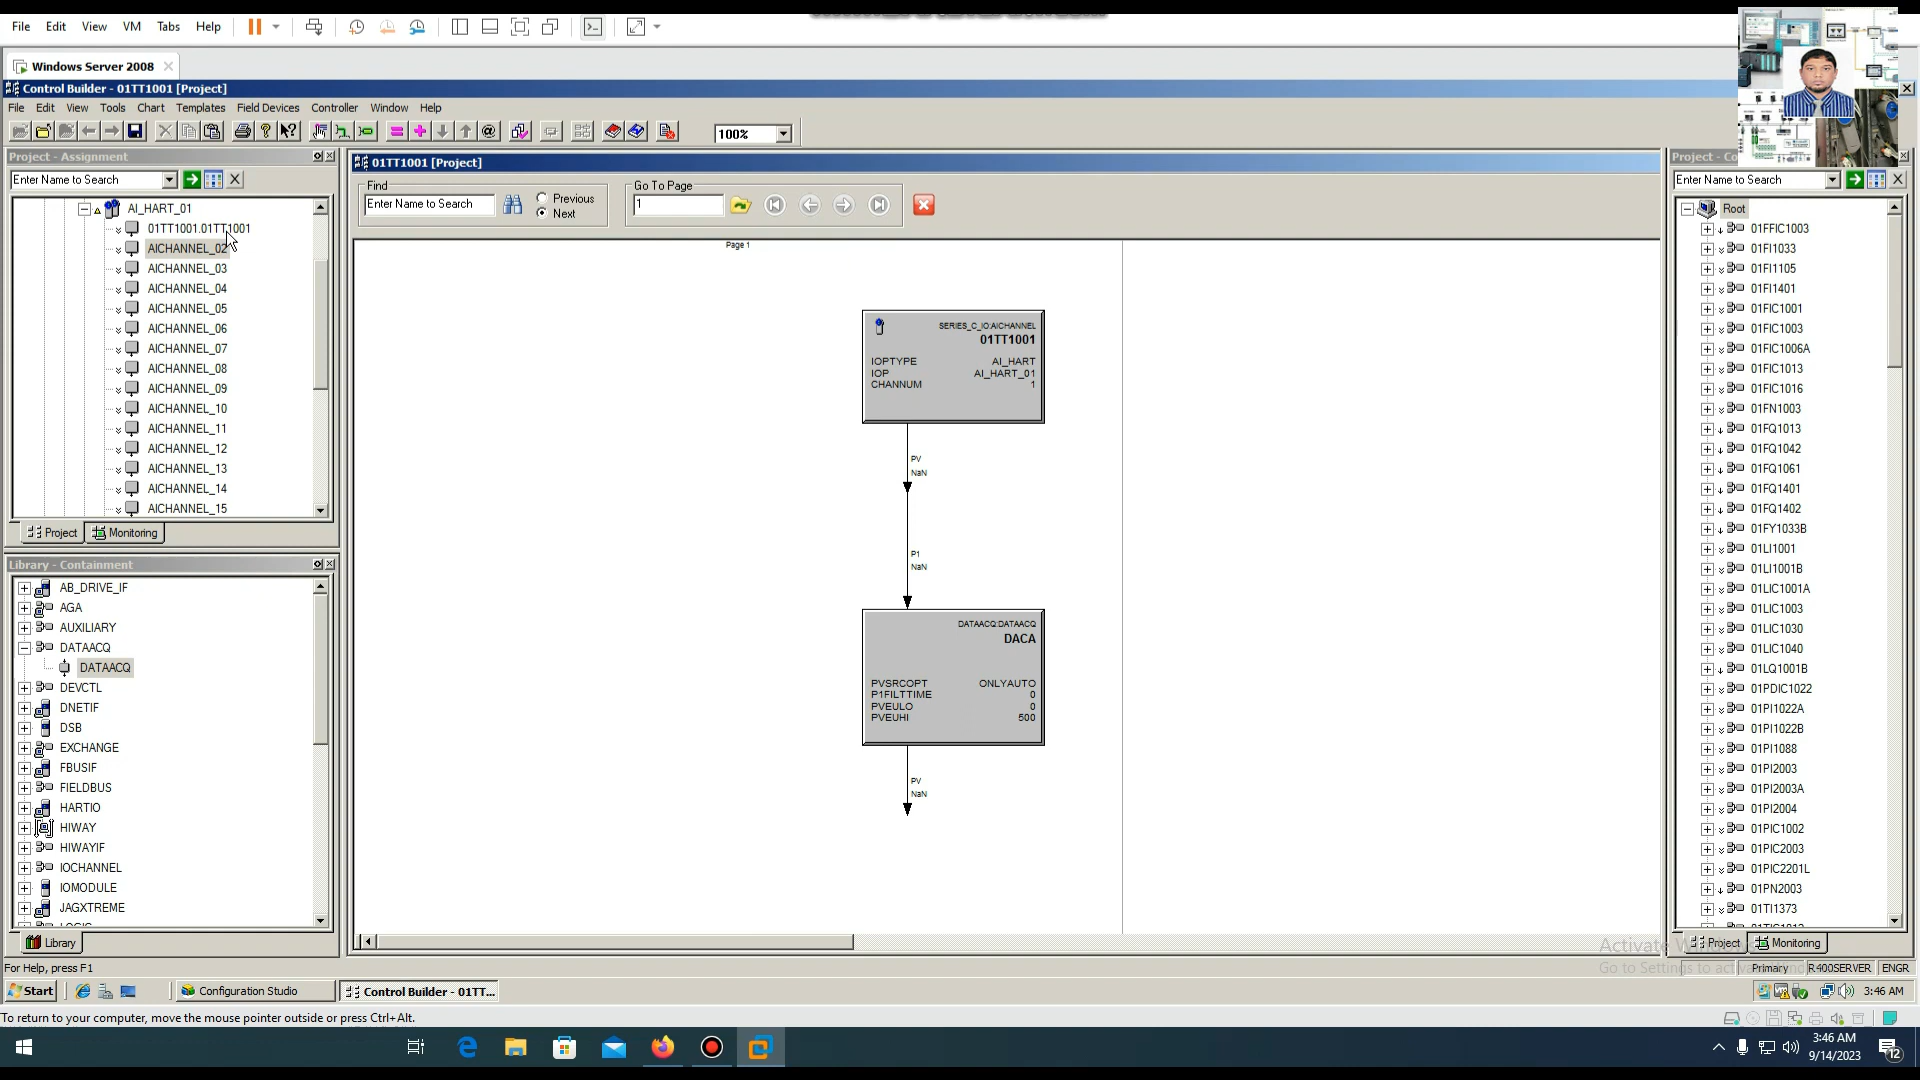 File Edit View VM Tabs Help
Windows Server 2008
Control Builder - 01TT1001 [Project]
File Edit View Tools Chart Templates Field Devices Controller Window Help
100%
Project - Assignment
Enter Name to Search
AI_HART_01
01TT1001.01TT1001
AICHANNEL_02
AICHANNEL_03
AICHANNEL_04
AICHANNEL_05
AICHANNEL_06
AICHANNEL_07
AICHANNEL_08
AICHANNEL_09
AICHANNEL_10
AICHANNEL_11
AICHANNEL_12
AICHANNEL_13
AICHANNEL_14
AICHANNEL_15
Project Monitoring
Library - Containment
AB_DRIVE_IF
AGA
AUXILIARY
DATAACQ
DATAACQ
DEVCTL
DNETIF
DSB
EXCHANGE
FBUSIF
FIELDBUS
HARTIO
HIWAY
HIWAYIF
IOCHANNEL
IOMODULE
JAGXTREME
Library
01TT1001 [Project]
Find
Enter Name to Search
Previous
Next
Go To Page
1
Page 1
SERIES_C_IO:AICHANNEL
01TT1001
IOPTYPE AI_HART
IOP AI_HART_01
CHANNUM 1
PV
NaN
P1
NaN
DATAACQ:DATAACQ
DACA
PVSRCOPT ONLYAUTO
P1FILTTIME 0
PVEULO 0
PVEUHI 500
PV
NaN
Project - Co
Enter Name to Search
Root
01FFIC1003
01FI1033
01FI1105
01FI1401
01FIC1001
01FIC1003
01FIC1006A
01FIC1013
01FIC1016
01FN1003
01FQ1013
01FQ1042
01FQ1061
01FQ1401
01FQ1402
01FY1033B
01LI1001
01LI1001B
01LIC1001A
01LIC1003
01LIC1030
01LIC1040
01LQ1001B
01PDIC1022
01PI1022A
01PI1022B
01PI1088
01PI2003
01PI2003A
01PI2004
01PIC1002
01PIC2003
01PIC2201L
01PN2003
01TI1373
Project Monitoring
For Help, press F1
Primary R400SERVER ENGR
Start Configuration Studio Control Builder - 01TT... 3:46 AM
To return to your computer, move the mouse pointer outside or press Ctrl+Alt.
3:46 AM
9/14/2023
12